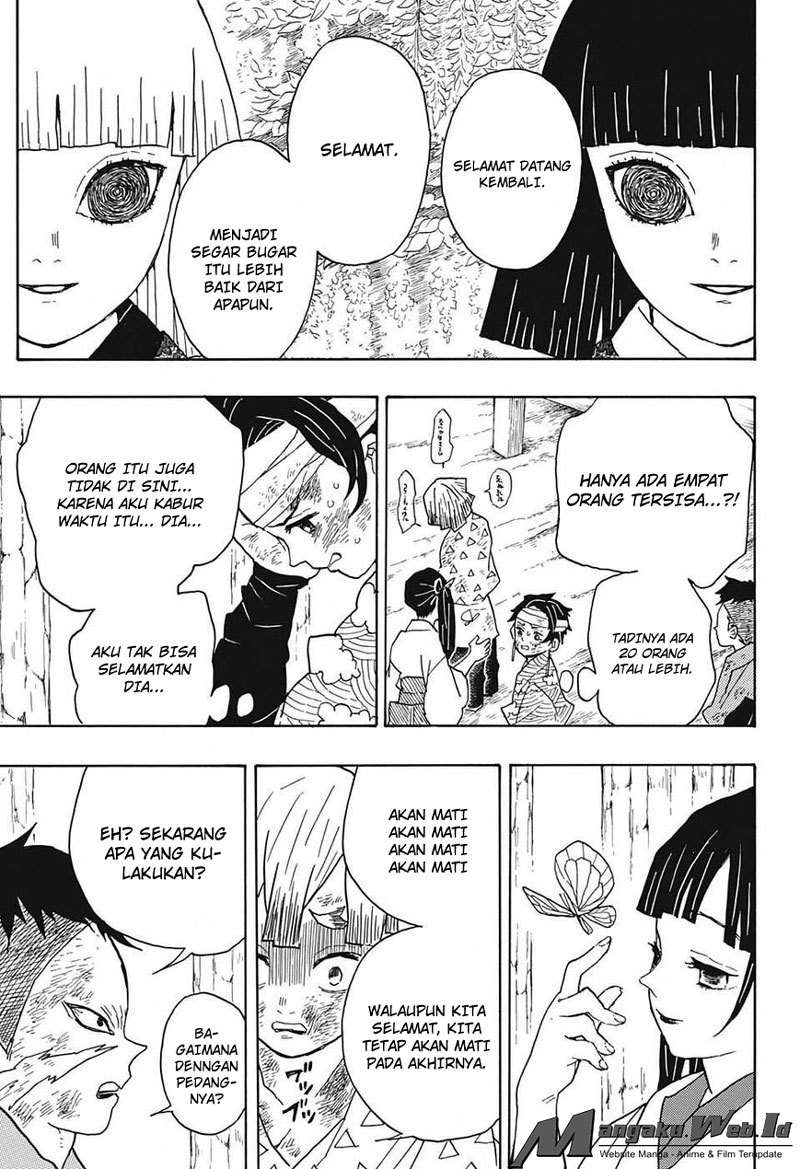 SELAMAT DATANG
KEMBALI.
SELAMAT.
MENJADI
SEGAR BUGAR
ITU LEBIH
BAIK DARI
APAPUN.
HANYA ADA EMPAT
ORANG TERSISA...?!
TADINYA ADA
20 ORANG
ATAU LEBIH.
ORANG ITU JUGA
TIDAK DI SINI...
KARENA AKU KABUR
WAKTU ITU... DIA...
AKU TAK BISA
SELAMATKAN
DIA...
AKAN MATI
AKAN MATI
AKAN MATI
AKAN MATI
WALAUPUN KITA
SELAMAT, KITA
TETAP AKAN MATI
PADA AKHIRNYA.
EH? SEKARANG
APA YANG KU-
LAKUKAN?
BA-
GAIMANA
DENNGAN
PEDANG-
NYA?
Mangaku.Web.Id
Website Manga - Anime & Film Terupdate